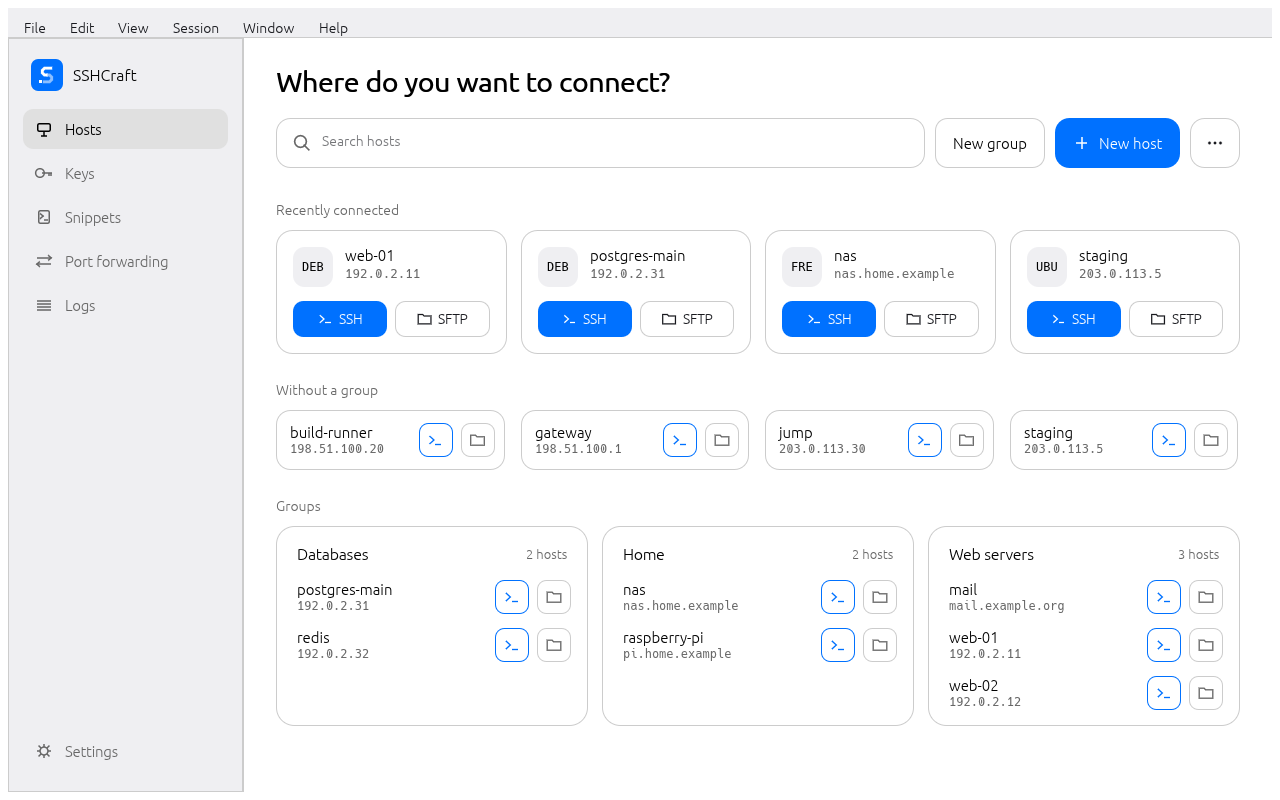 File Edit View Session Window Help
SSHCraft
Hosts
Keys
Snippets
Port forwarding
Logs
Settings
Where do you want to connect?
Search hosts
New group
New host
Recently connected
DEB
web-01
192.0.2.11
SSH
SFTP
DEB
postgres-main
192.0.2.31
SSH
SFTP
FRE
nas
nas.home.example
SSH
SFTP
UBU
staging
203.0.113.5
SSH
SFTP
Without a group
build-runner
198.51.100.20
gateway
198.51.100.1
jump
203.0.113.30
staging
203.0.113.5
Groups
Databases
2 hosts
postgres-main
192.0.2.31
redis
192.0.2.32
Home
2 hosts
nas
nas.home.example
raspberry-pi
pi.home.example
Web servers
3 hosts
mail
mail.example.org
web-01
192.0.2.11
web-02
192.0.2.12